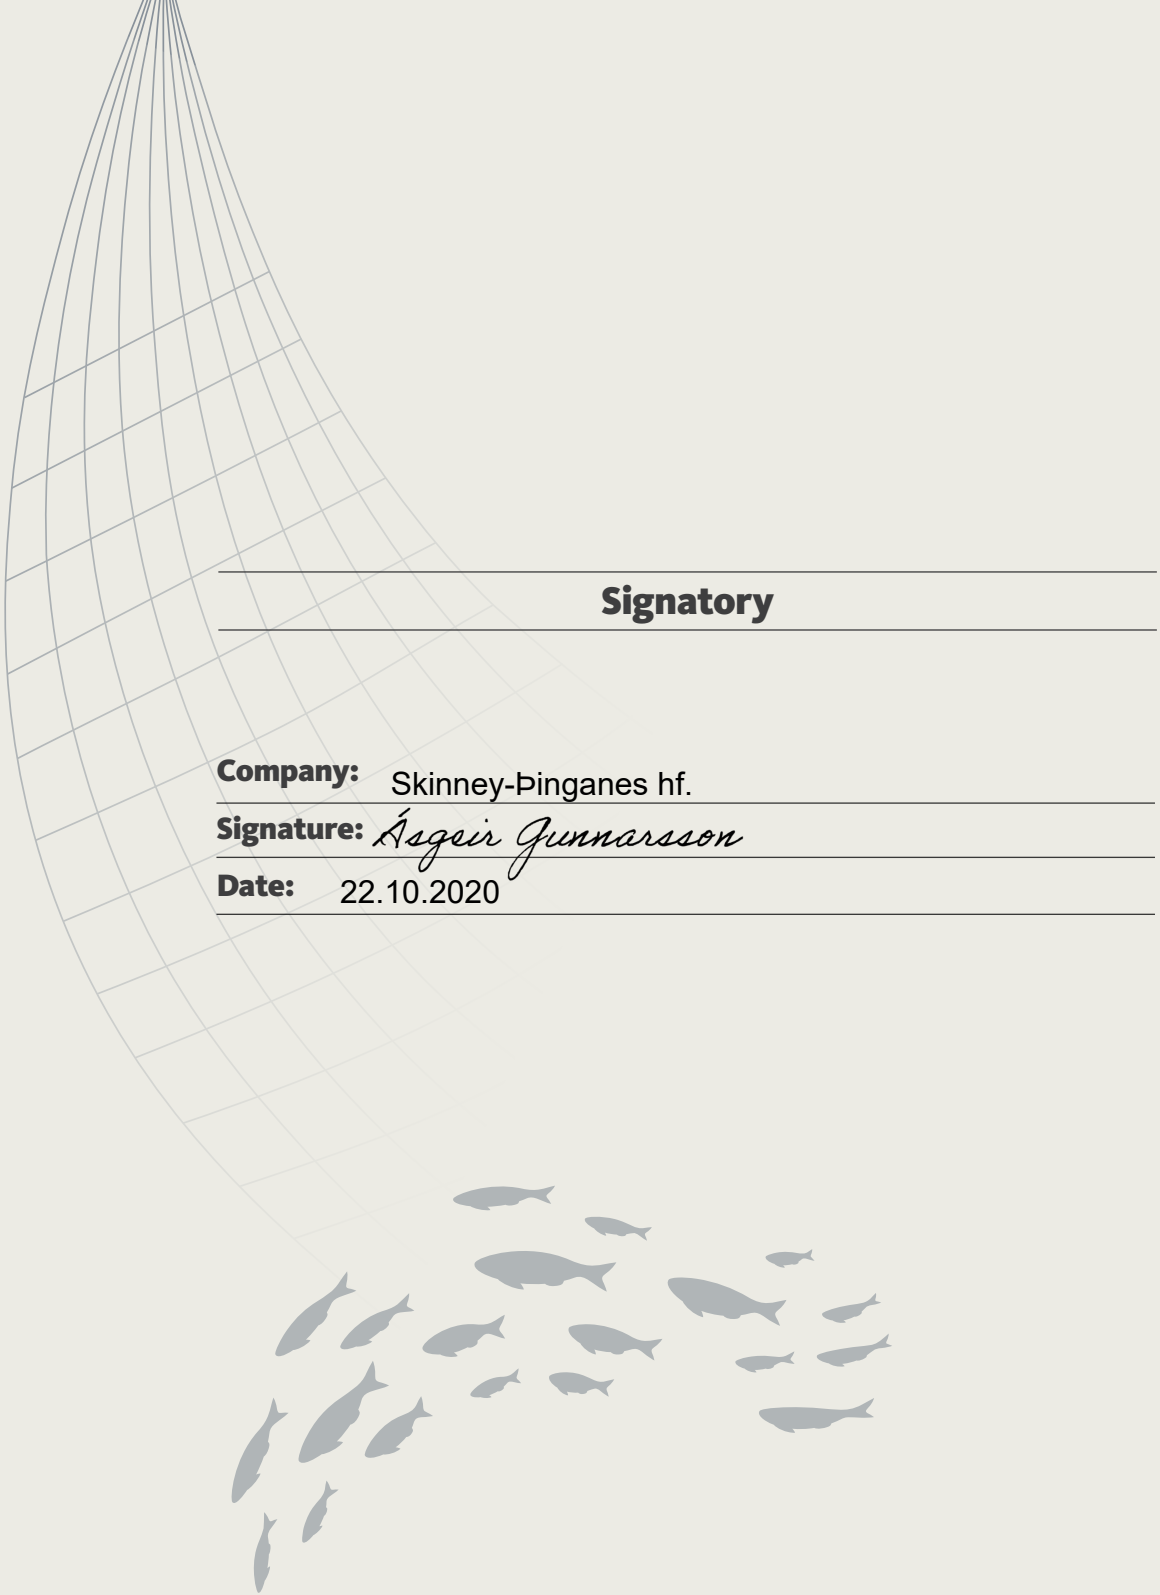 Signatory
Company: Skinney-Þinganes hf.
Signature: Ásgeir Gunnarsson
Date: 22.10.2020